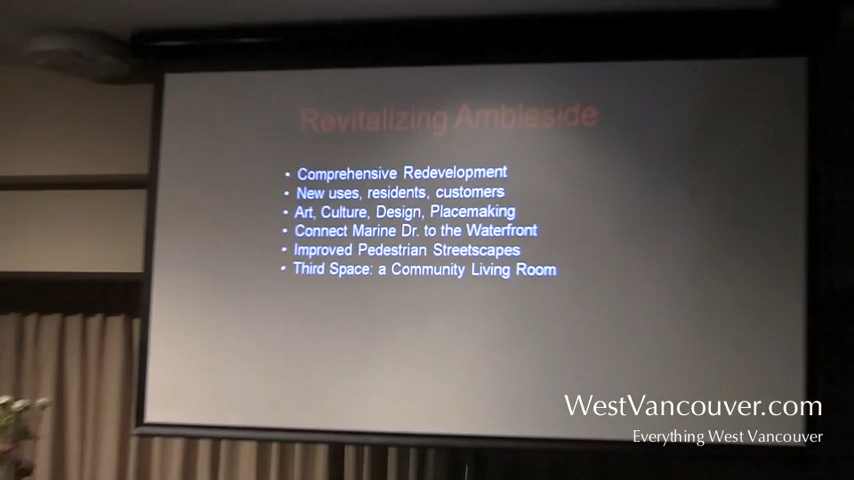 Revitalizing Ambleside
• Comprehensive Redevelopment
• New uses, residents, customers
• Art, Culture, Design, Placemaking
• Connect Marine Dr. to the Waterfront
• Improved Pedestrian Streetscapes
• Third Space: a Community Living Room
WestVancouver.com
Everything West Vancouver